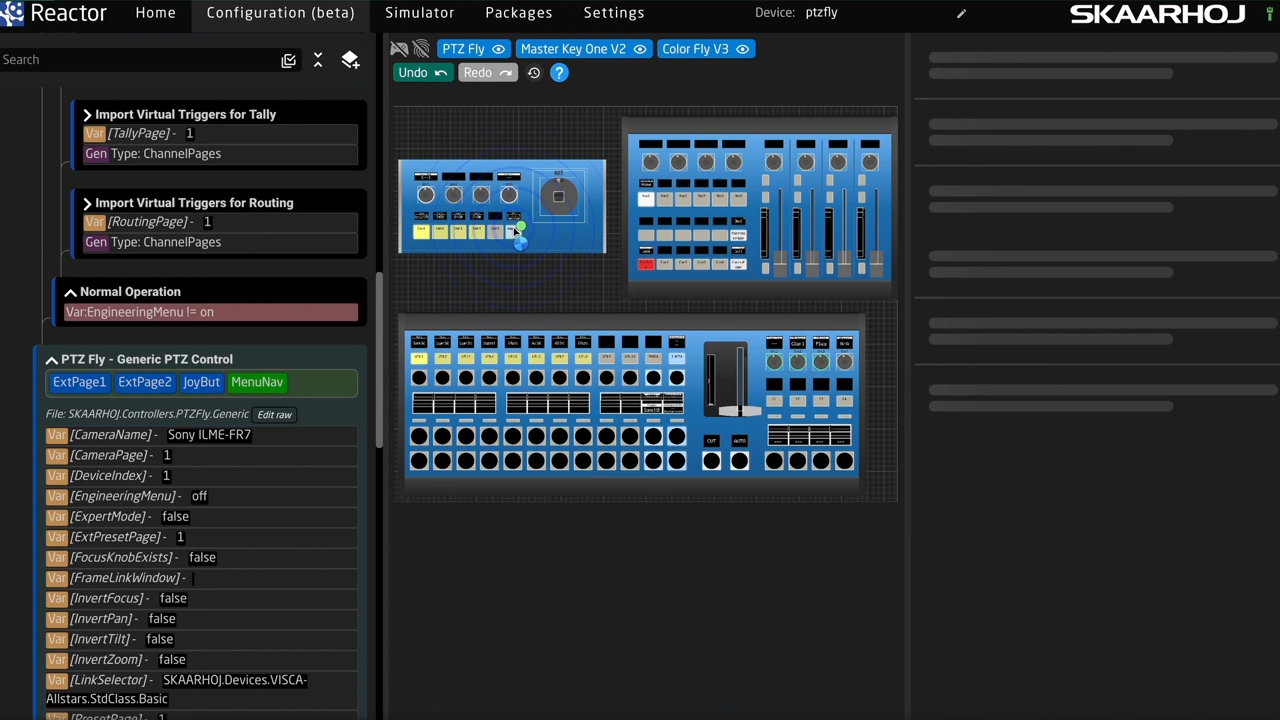 Reactor
Home
Configuration (beta)
Simulator
Packages
Settings
Device: ptzfly
SKAARHOJ
Search
PTZ Fly
Master Key One V2
Color Fly V3
Undo
Redo
?
Import Virtual Triggers for Tally
Var [TallyPage]- 1
Gen Type: ChannelPages
Import Virtual Triggers for Routing
Var [RoutingPage]- 1
Gen Type: ChannelPages
Normal Operation
Var:EngineeringMenu != on
PTZ Fly - Generic PTZ Control
ExtPage1 ExtPage2 JoyBut MenuNav
File: SKAARHOJ.Controllers.PTZFly.Generic Edit raw
Var [CameraName]- Sony ILME-FR7
Var [CameraPage]- 1
Var [DeviceIndex]- 1
Var [EngineeringMenu]- off
Var [ExpertMode]- false
Var [ExtPresetPage]- 1
Var [FocusKnobExists]- false
Var [FrameLinkWindow]-
Var [InvertFocus]- false
Var [InvertPan]- false
Var [InvertTilt]- false
Var [InvertZoom]- false
Var [LinkSelector]- SKAARHOJ.Devices.VISCA-
Allstars.StdClass.Basic
Var [PresetPage]- 1
CUT
AUTO